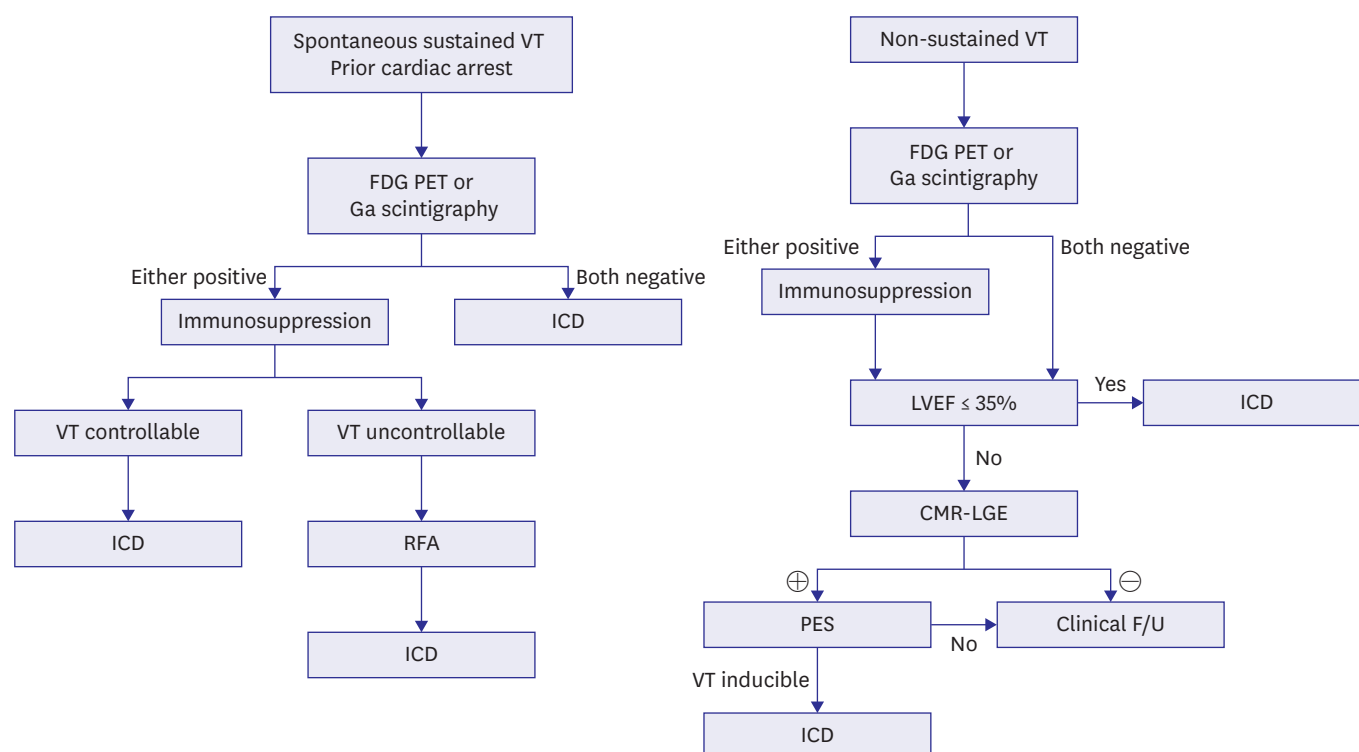 Spontaneous sustained VT
Prior cardiac arrest
FDG PET or
Ga scintigraphy
Either positive
Both negative
Immunosuppression
ICD
VT controllable
VT uncontrollable
ICD
RFA
ICD
Non-sustained VT
FDG PET or
Ga scintigraphy
Either positive
Both negative
Immunosuppression
LVEF ≤ 35%
Yes
ICD
No
CMR-LGE
⊕
⊖
PES
No
Clinical F/U
VT inducible
ICD